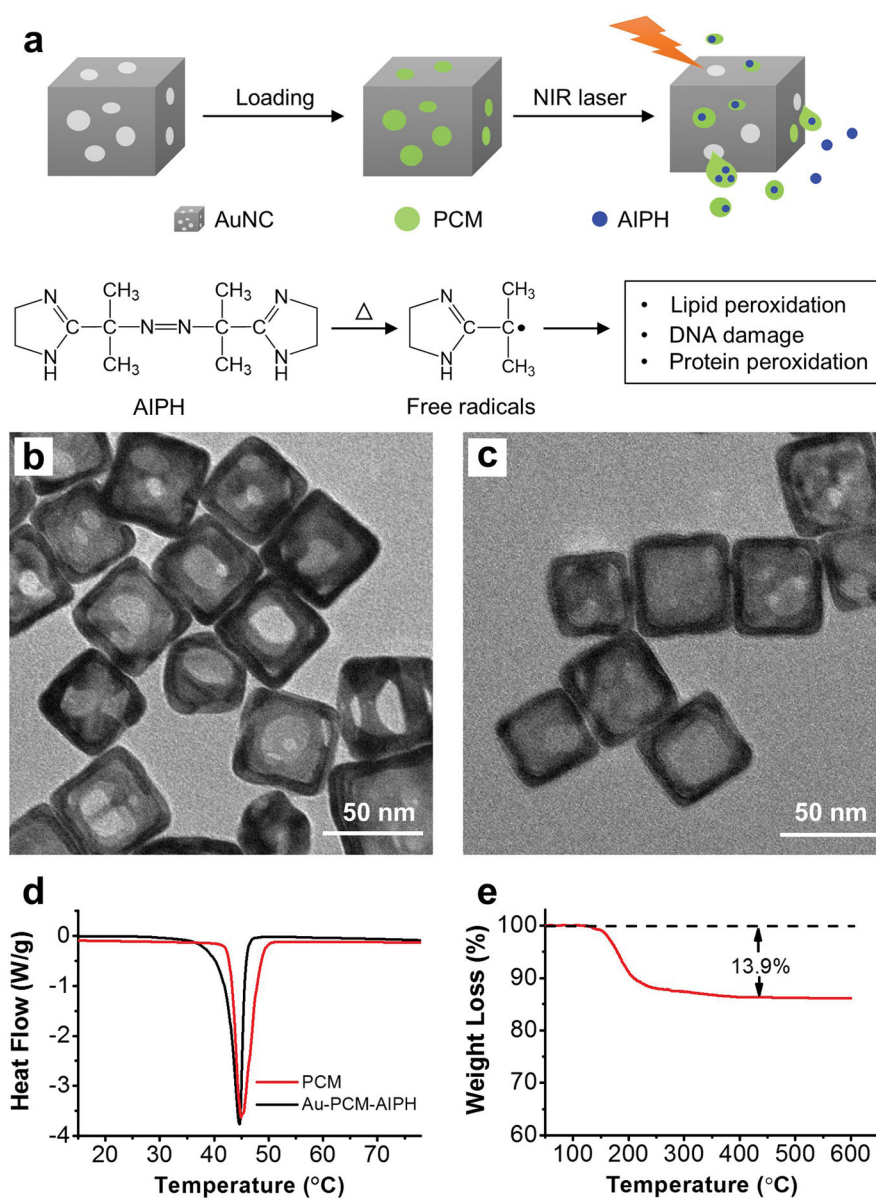 a
Loading
NIR laser
AuNC
PCM
AIPH
N
CH₃
CH₃
N
C
C
N
N
C
C
N
H
CH₃
CH₃
N
H
△
N
CH₃
C
C•
N
H
CH₃
• Lipid peroxidation
• DNA damage
• Protein peroxidation
AIPH
Free radicals
b
50 nm
c
50 nm
d
Heat Flow (W/g)
0
-1
-2
-3
-4
PCM
Au-PCM-AIPH
20 30 40 50 60 70
Temperature (°C)
e
Weight Loss (%)
100
90
80
70
60
13.9%
100 200 300 400 500 600
Temperature (°C)